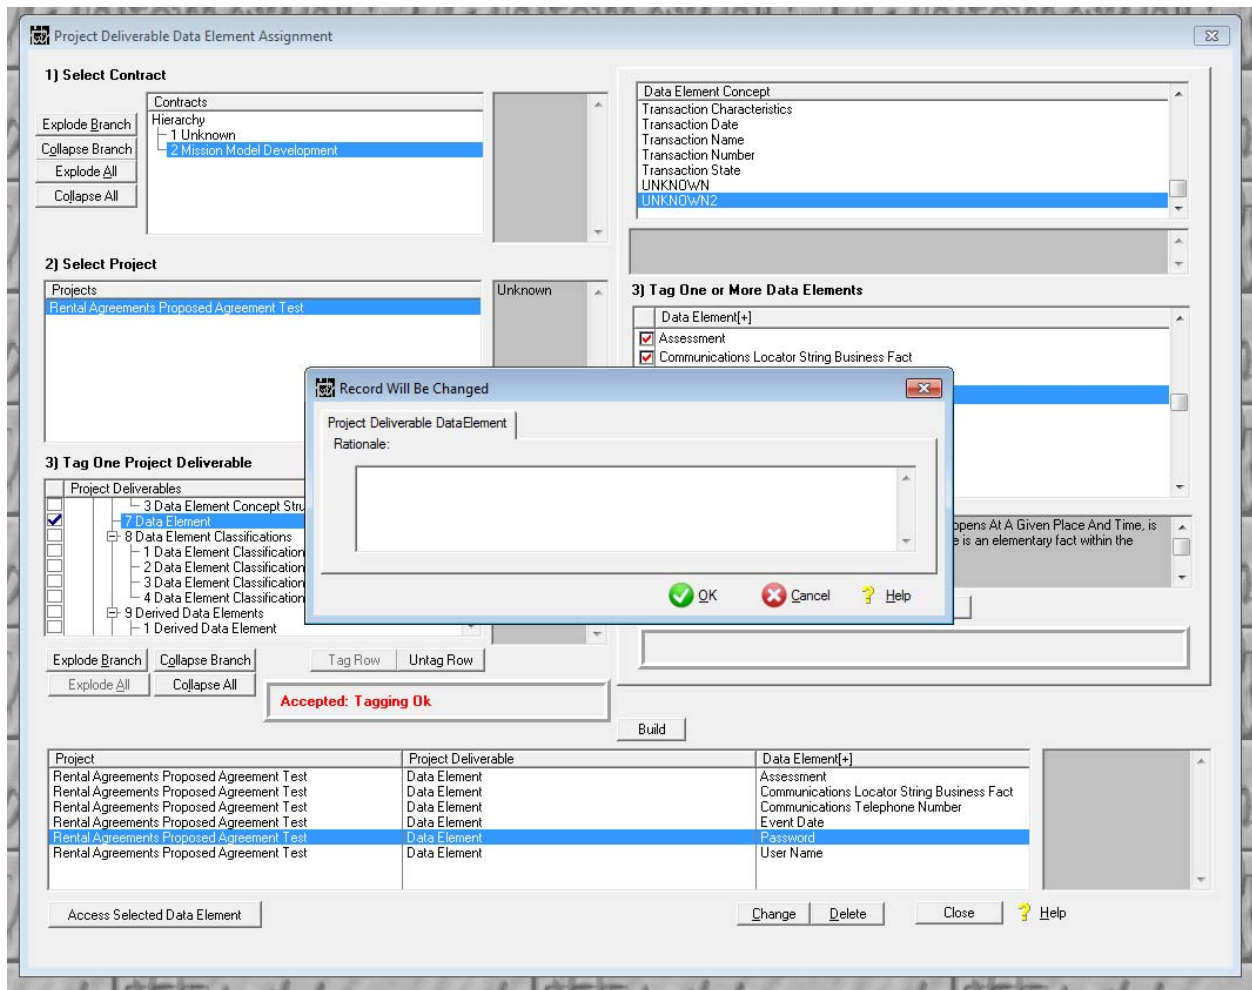 Project Deliverable Data Element Assignment
1) Select Contract
Contracts
Hierarchy
1 Unknown
2 Mission Model Development
Explode Branch
Collapse Branch
Explode All
Collapse All
Data Element Concept
Transaction Characteristics
Transaction Date
Transaction Name
Transaction Number
Transaction State
UNKNOWN
UNKNOWN2
2) Select Project
Projects
Rental Agreements Proposed Agreement Test
Unknown
3) Tag One or More Data Elements
Data Element[+]
Assessment
Communications Locator String Business Fact
Record Will Be Changed
Project Deliverable DataElement
Rationale:
OK
Cancel
? Help
3) Tag One Project Deliverable
Project Deliverables
3 Data Element Concept Stru
7 Data Element
8 Data Element Classifications
1 Data Element Classification
2 Data Element Classification
3 Data Element Classification
4 Data Element Classification
9 Derived Data Elements
1 Derived Data Element
ppens At A Given Place And Time, is
e is an elementary fact within the
Explode Branch
Collapse Branch
Tag Row
Untag Row
Explode All
Collapse All
Accepted: Tagging Ok
Build
Project Project Deliverable Data Element[+]
Rental Agreements Proposed Agreement Test Data Element Assessment
Rental Agreements Proposed Agreement Test Data Element Communications Locator String Business Fact
Rental Agreements Proposed Agreement Test Data Element Communications Telephone Number
Rental Agreements Proposed Agreement Test Data Element Event Date
Rental Agreements Proposed Agreement Test Data Element Password
Rental Agreements Proposed Agreement Test Data Element User Name
Access Selected Data Element
Change
Delete
Close
? Help